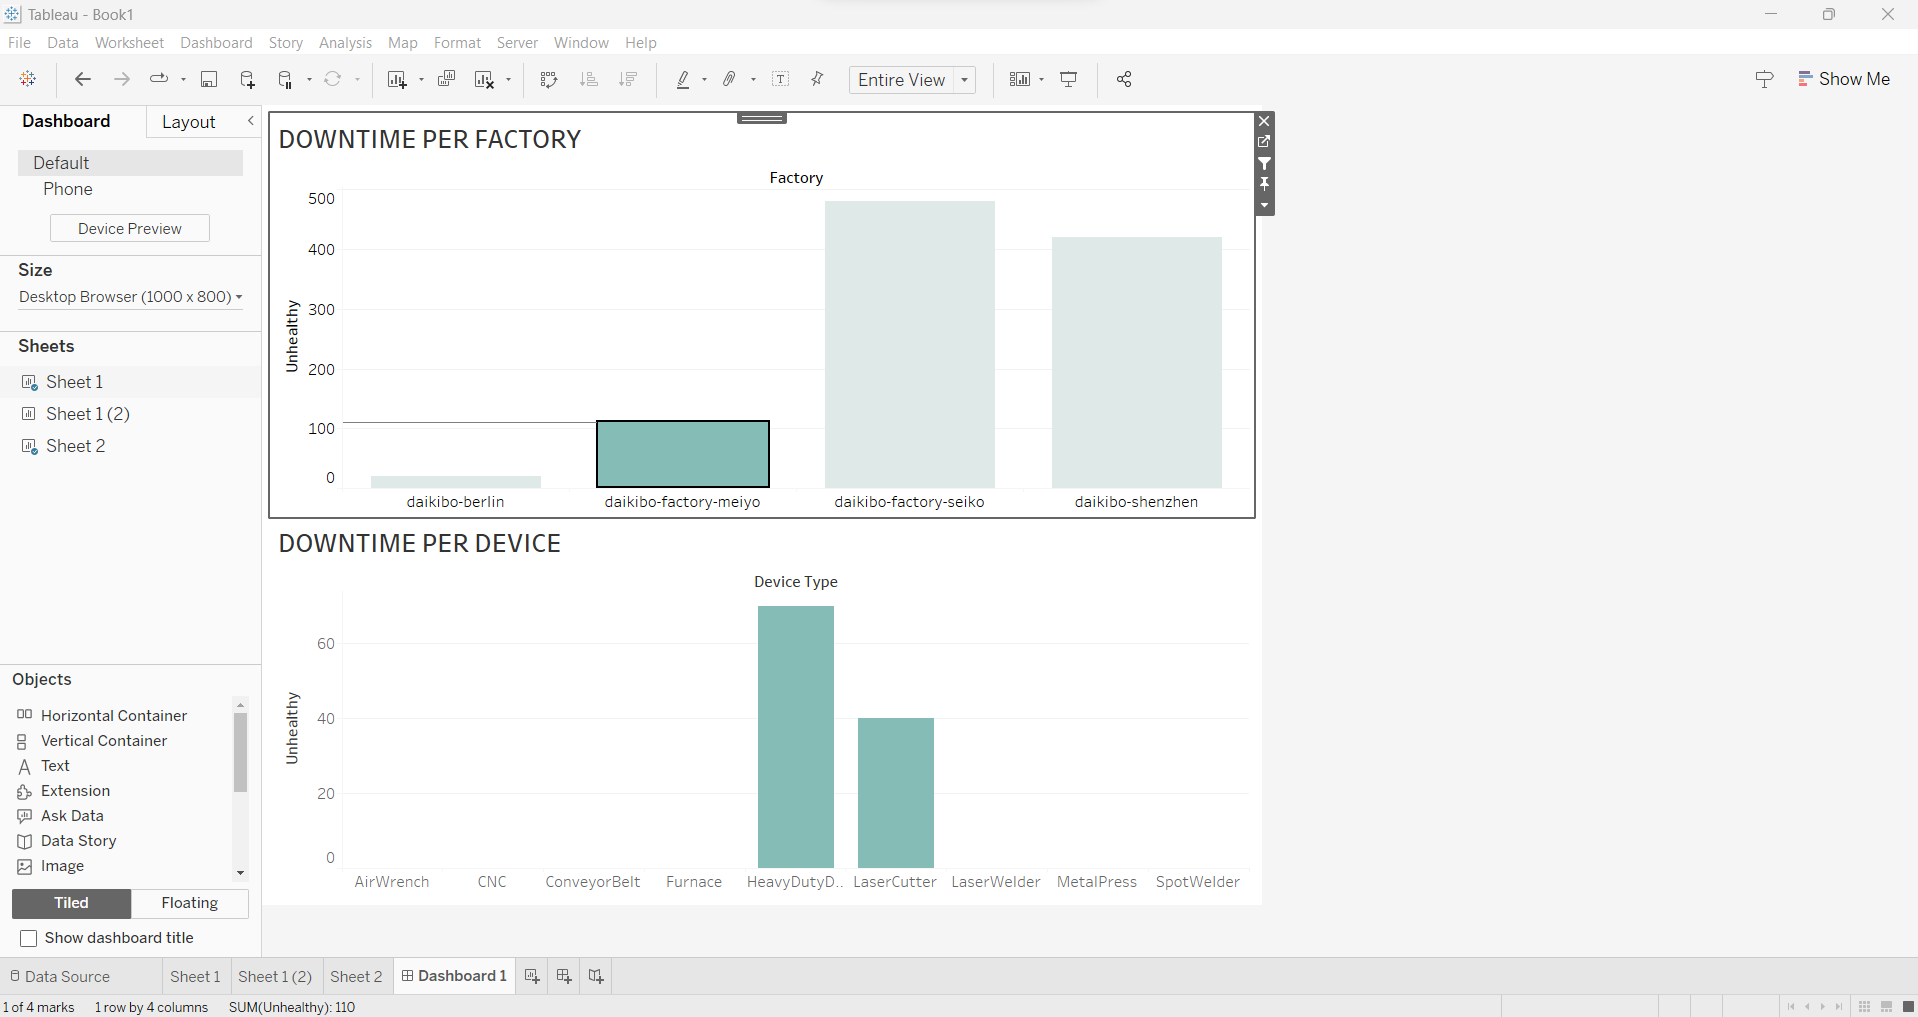 Tableau - Book1
File Data Worksheet Dashboard Story Analysis Map Format Server Window Help
Entire View
Show Me
Dashboard Layout
Default
Phone
Device Preview
Size
Desktop Browser (1000 x 800)
Sheets
Sheet 1
Sheet 1 (2)
Sheet 2
Objects
Horizontal Container
Vertical Container
Text
Extension
Ask Data
Data Story
Image
Tiled Floating
Show dashboard title
DOWNTIME PER FACTORY
Factory
500
400
300
200
100
0
Unhealthy
daikibo-berlin daikibo-factory-meiyo daikibo-factory-seiko daikibo-shenzhen
DOWNTIME PER DEVICE
Device Type
60
40
20
0
Unhealthy
AirWrench CNC ConveyorBelt Furnace HeavyDutyD.. LaserCutter LaserWelder MetalPress SpotWelder
Data Source Sheet 1 Sheet 1 (2) Sheet 2 Dashboard 1
1 of 4 marks 1 row by 4 columns SUM(Unhealthy): 110